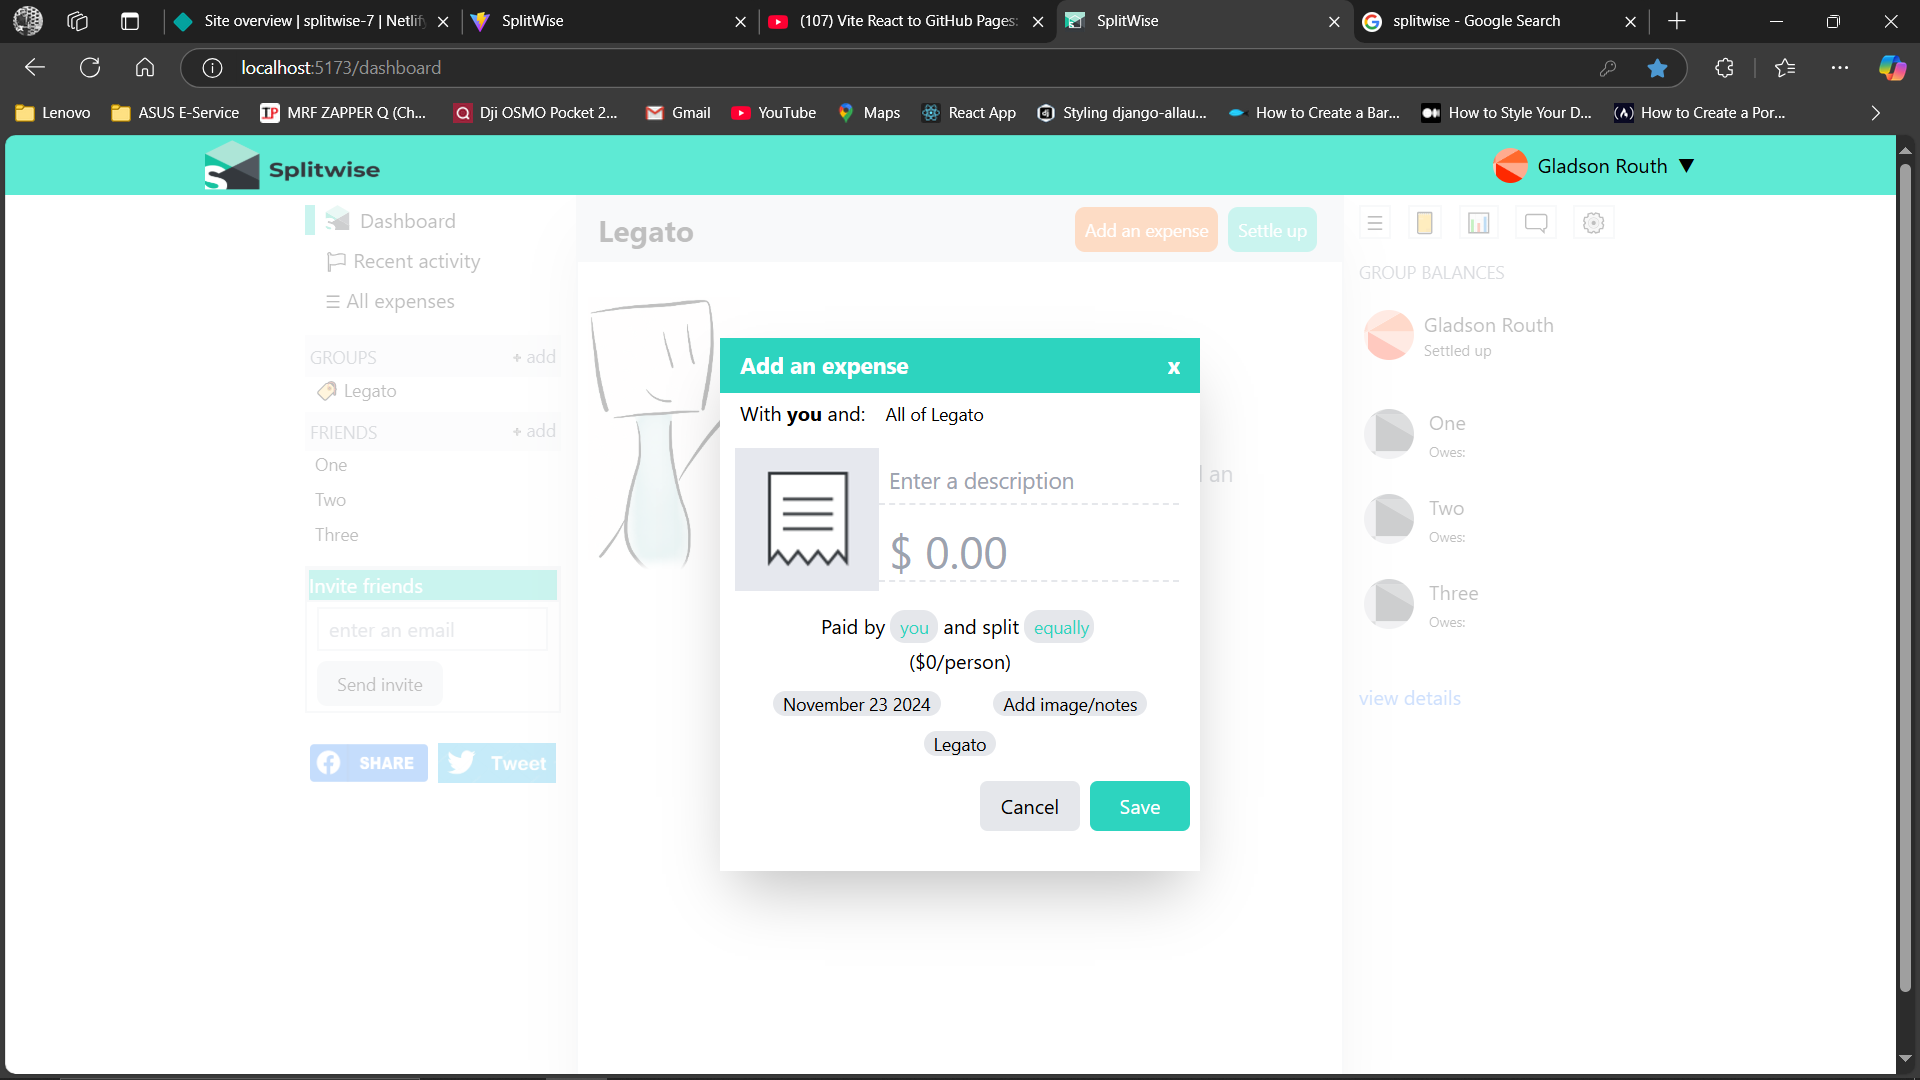 Site overview | splitwise-7 | Netlify
SplitWise
(107) Vite React to GitHub Pages:
SplitWise
splitwise - Google Search
localhost:5173/dashboard
Lenovo
ASUS E-Service
MRF ZAPPER Q (Ch...
Dji OSMO Pocket 2...
Gmail
YouTube
Maps
React App
Styling django-allau...
How to Create a Bar...
How to Style Your D...
How to Create a Por...
Splitwise
Gladson Routh ▼
Dashboard
Recent activity
☰ All expenses
GROUPS
+ add
Legato
FRIENDS
+ add
One
Two
Three
Invite friends
enter an email
Send invite
SHARE
Tweet
Legato
Add an expense
Settle up
an
Add an expense
x
With you and: All of Legato
Enter a description
$ 0.00
Paid by you and split equally
($0/person)
November 23 2024
Add image/notes
Legato
Cancel
Save
☰
GROUP BALANCES
Gladson Routh
Settled up
One
Owes:
Two
Owes:
Three
Owes:
view details